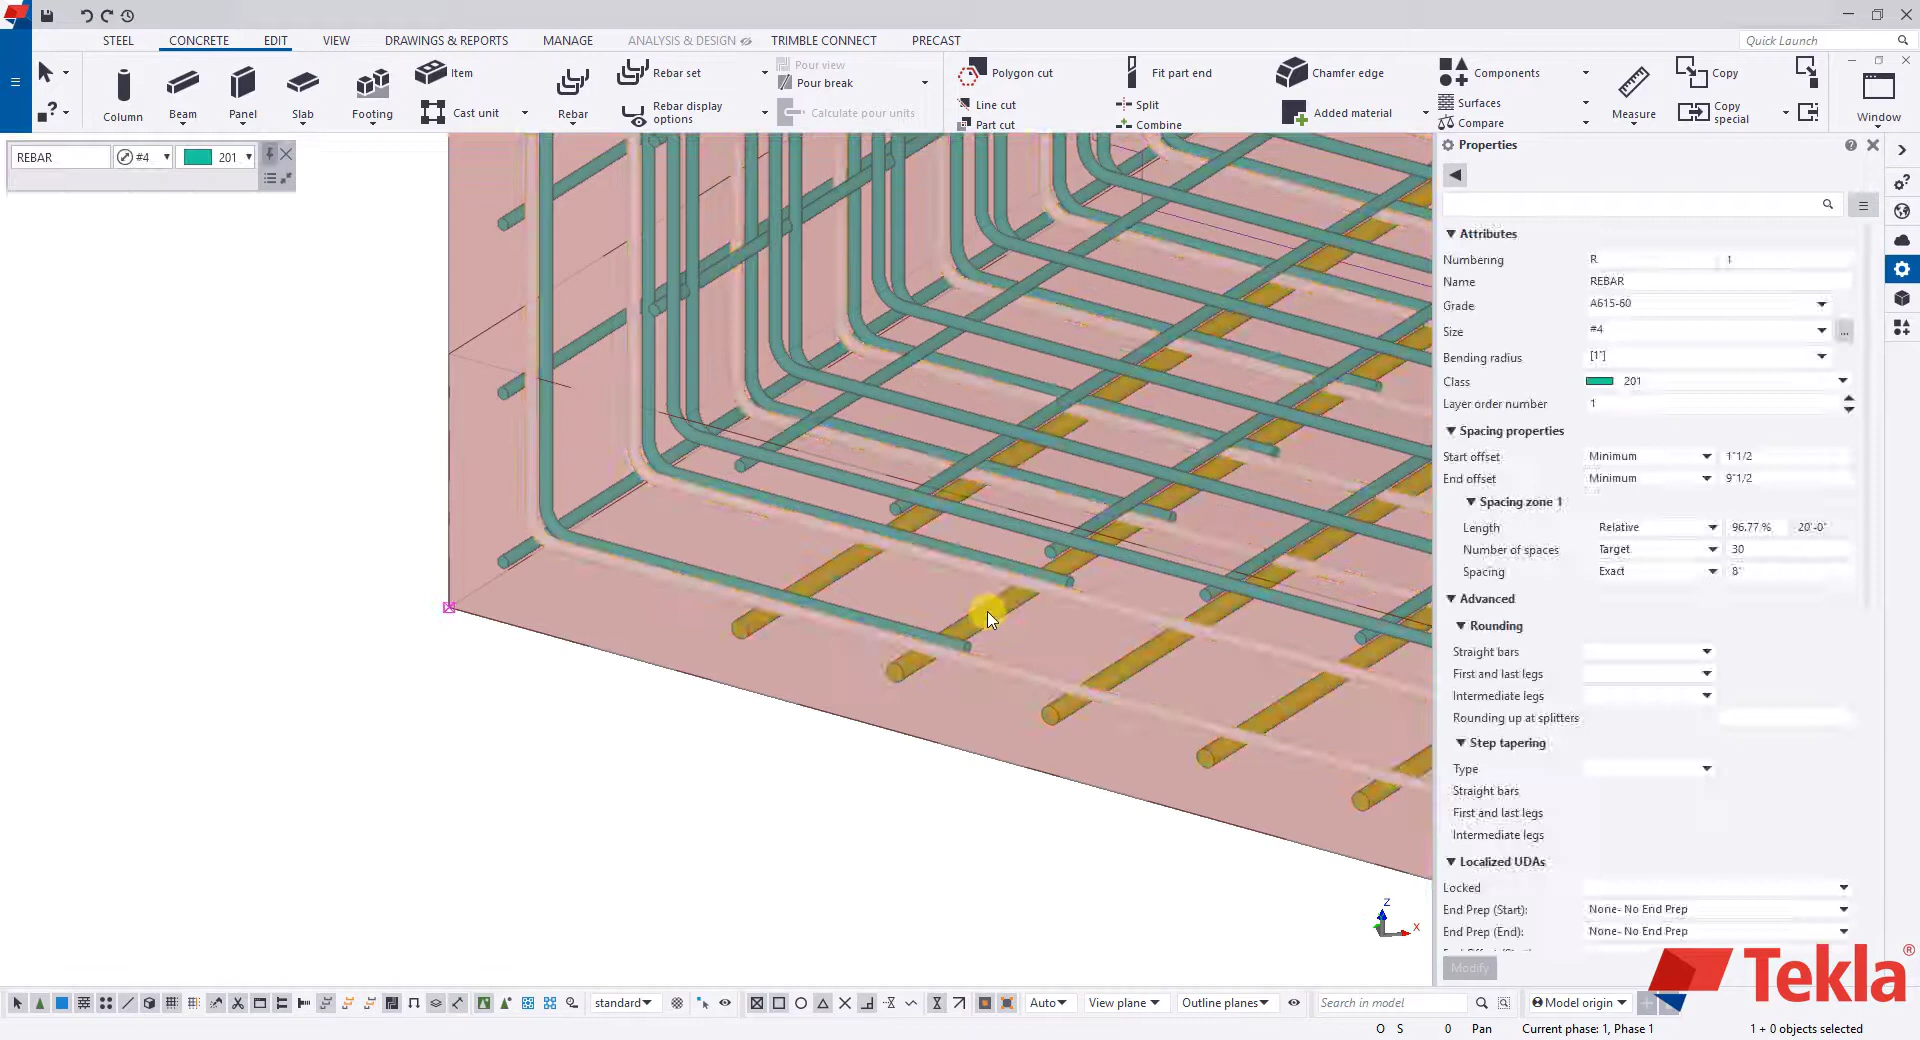 STEEL CONCRETE EDIT VIEW DRAWINGS & REPORTS MANAGE ANALYSIS & DESIGN TRIMBLE CONNECT PRECAST
Quick Launch
Column Beam Panel Slab Footing
Item
Cast unit
Rebar
Rebar set
Rebar display options
Pour view
Pour break
Calculate pour units
Polygon cut
Line cut
Part cut
Fit part end
Split
Combine
Chamfer edge
Added material
Components
Surfaces
Compare
Measure
Copy
Copy special
Window
REBAR #4 201
Properties
Attributes
Numbering R 1
Name REBAR
Grade A615-60
Size #4 ...
Bending radius [1"]
Class 201
Layer order number 1
Spacing properties
Start offset Minimum 1"1/2
End offset Minimum 9"1/2
Spacing zone 1
Length Relative 96.77 % 20'-0"
Number of spaces Target 30
Spacing Exact 8"
Advanced
Rounding
Straight bars
First and last legs
Intermediate legs
Rounding up at splitters
Step tapering
Type
Straight bars
First and last legs
Intermediate legs
Localized UDAs
Locked
End Prep (Start): None- No End Prep
End Prep (End): None- No End Prep
Modify
Tekla®
Z
X
standard Auto View plane Outline planes Search in model Model origin
O S 0 Pan Current phase: 1, Phase 1 1 + 0 objects selected